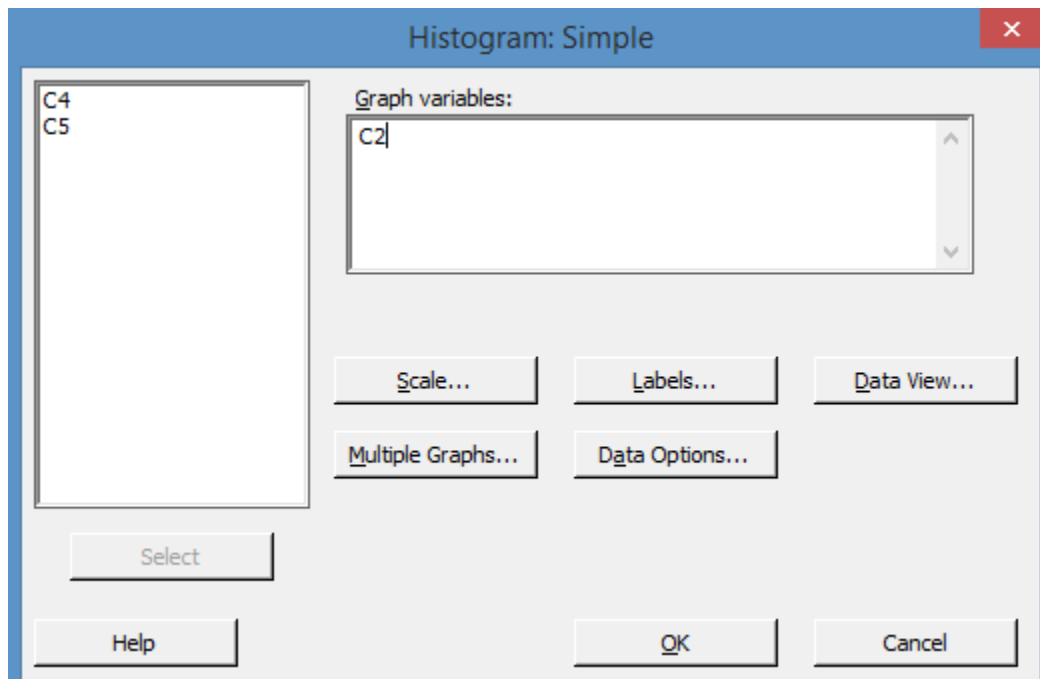 Histogram: Simple
C4
C5
Graph variables:
C2
Scale...
Labels...
Data View...
Multiple Graphs...
Data Options...
Select
Help
OK
Cancel